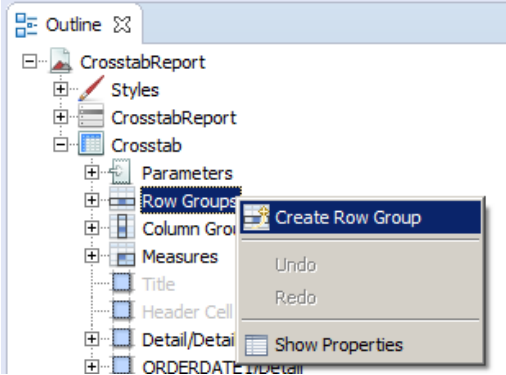 Outline
CrosstabReport
Styles
CrosstabReport
Crosstab
Parameters
Row Groups
Create Row Group
Column Grou
Measures
Undo
Title
Redo
Header Cell
Detail/Detai
Show Properties
ORDERDATE1/Detail